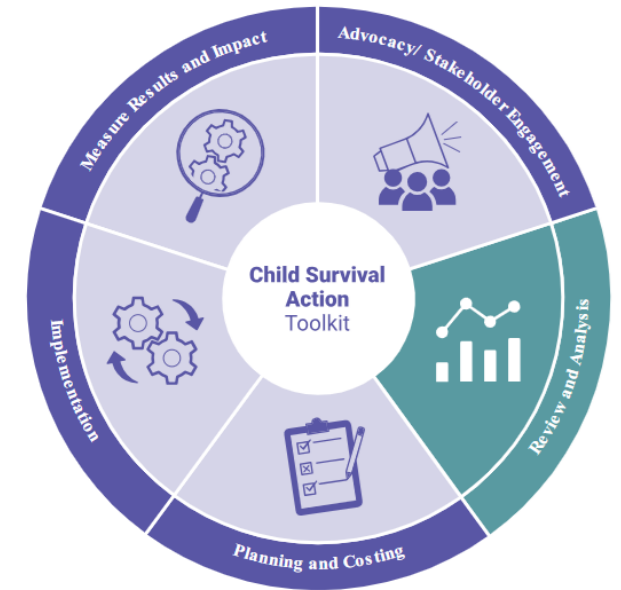 Child Survival
Action
Toolkit
Advocacy/ Stakeholder Engagement
Review and Analysis
Planning and Costing
Implementation
Measure Results and Impact